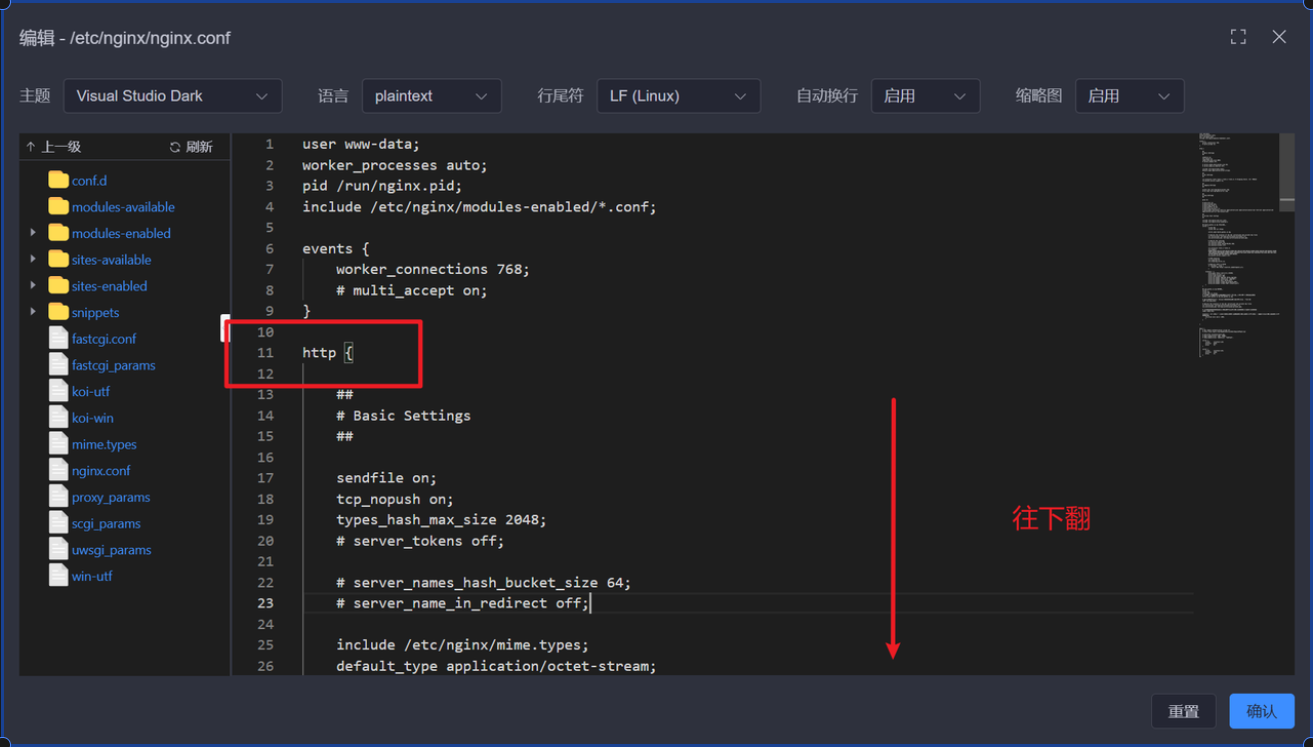 编辑 - /etc/nginx/nginx.conf
主题 Visual Studio Dark 语言 plaintext 行尾符 LF (Linux) 自动换行 启用 缩略图 启用
上一级 刷新
conf.d
modules-available
modules-enabled
sites-available
sites-enabled
snippets
fastcgi.conf
fastcgi_params
koi-utf
koi-win
mime.types
nginx.conf
proxy_params
scgi_params
uwsgi_params
win-utf
1 user www-data;
2 worker_processes auto;
3 pid /run/nginx.pid;
4 include /etc/nginx/modules-enabled/*.conf;
5
6 events {
7 worker_connections 768;
8 # multi_accept on;
9 }
10
11 http {
12
13 ##
14 # Basic Settings
15 ##
16
17 sendfile on;
18 tcp_nopush on;
19 types_hash_max_size 2048;
20 # server_tokens off;
21
22 # server_names_hash_bucket_size 64;
23 # server_name_in_redirect off;
24
25 include /etc/nginx/mime.types;
26 default_type application/octet-stream;
往下翻
重置 确认